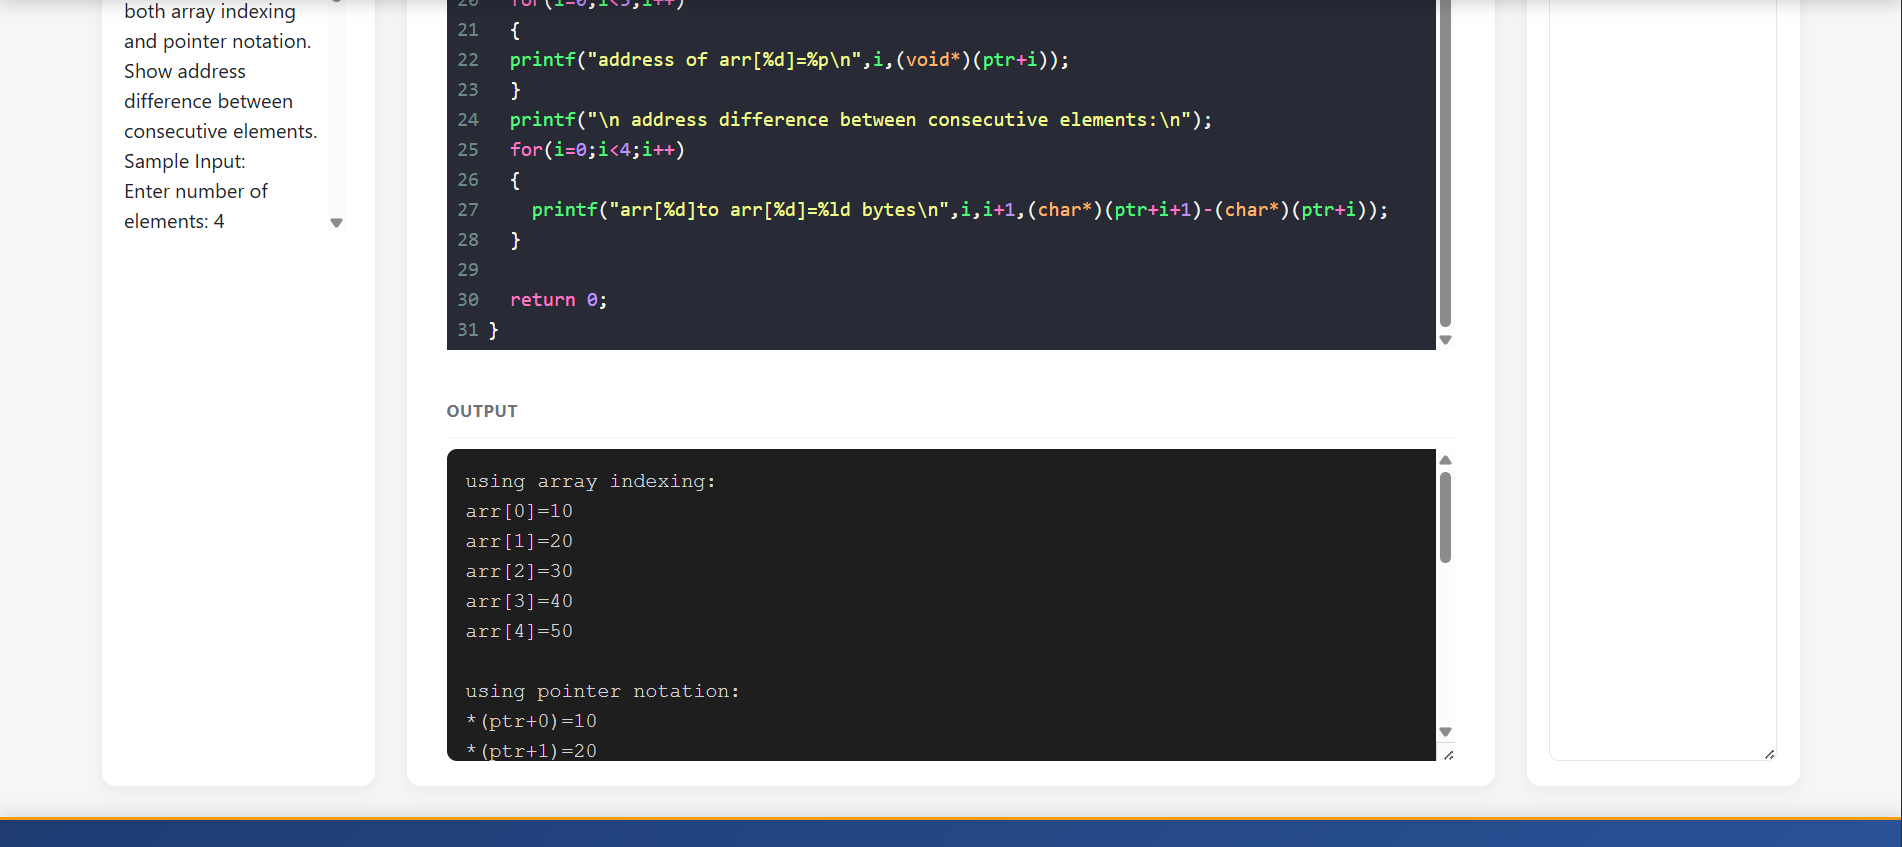 both array indexing
and pointer notation.
Show address
difference between
consecutive elements.
Sample Input:
Enter number of
elements: 4
20 for(i=0;i<5;i++)
21 {
22 printf("address of arr[%d]=%p\n",i,(void*)(ptr+i));
23 }
24 printf("\n address difference between consecutive elements:\n");
25 for(i=0;i<4;i++)
26 {
27 printf("arr[%d]to arr[%d]=%ld bytes\n",i,i+1,(char*)(ptr+i+1)-(char*)(ptr+i));
28 }
29
30 return 0;
31 }
OUTPUT
using array indexing:
arr[0]=10
arr[1]=20
arr[2]=30
arr[3]=40
arr[4]=50
using pointer notation:
*(ptr+0)=10
*(ptr+1)=20